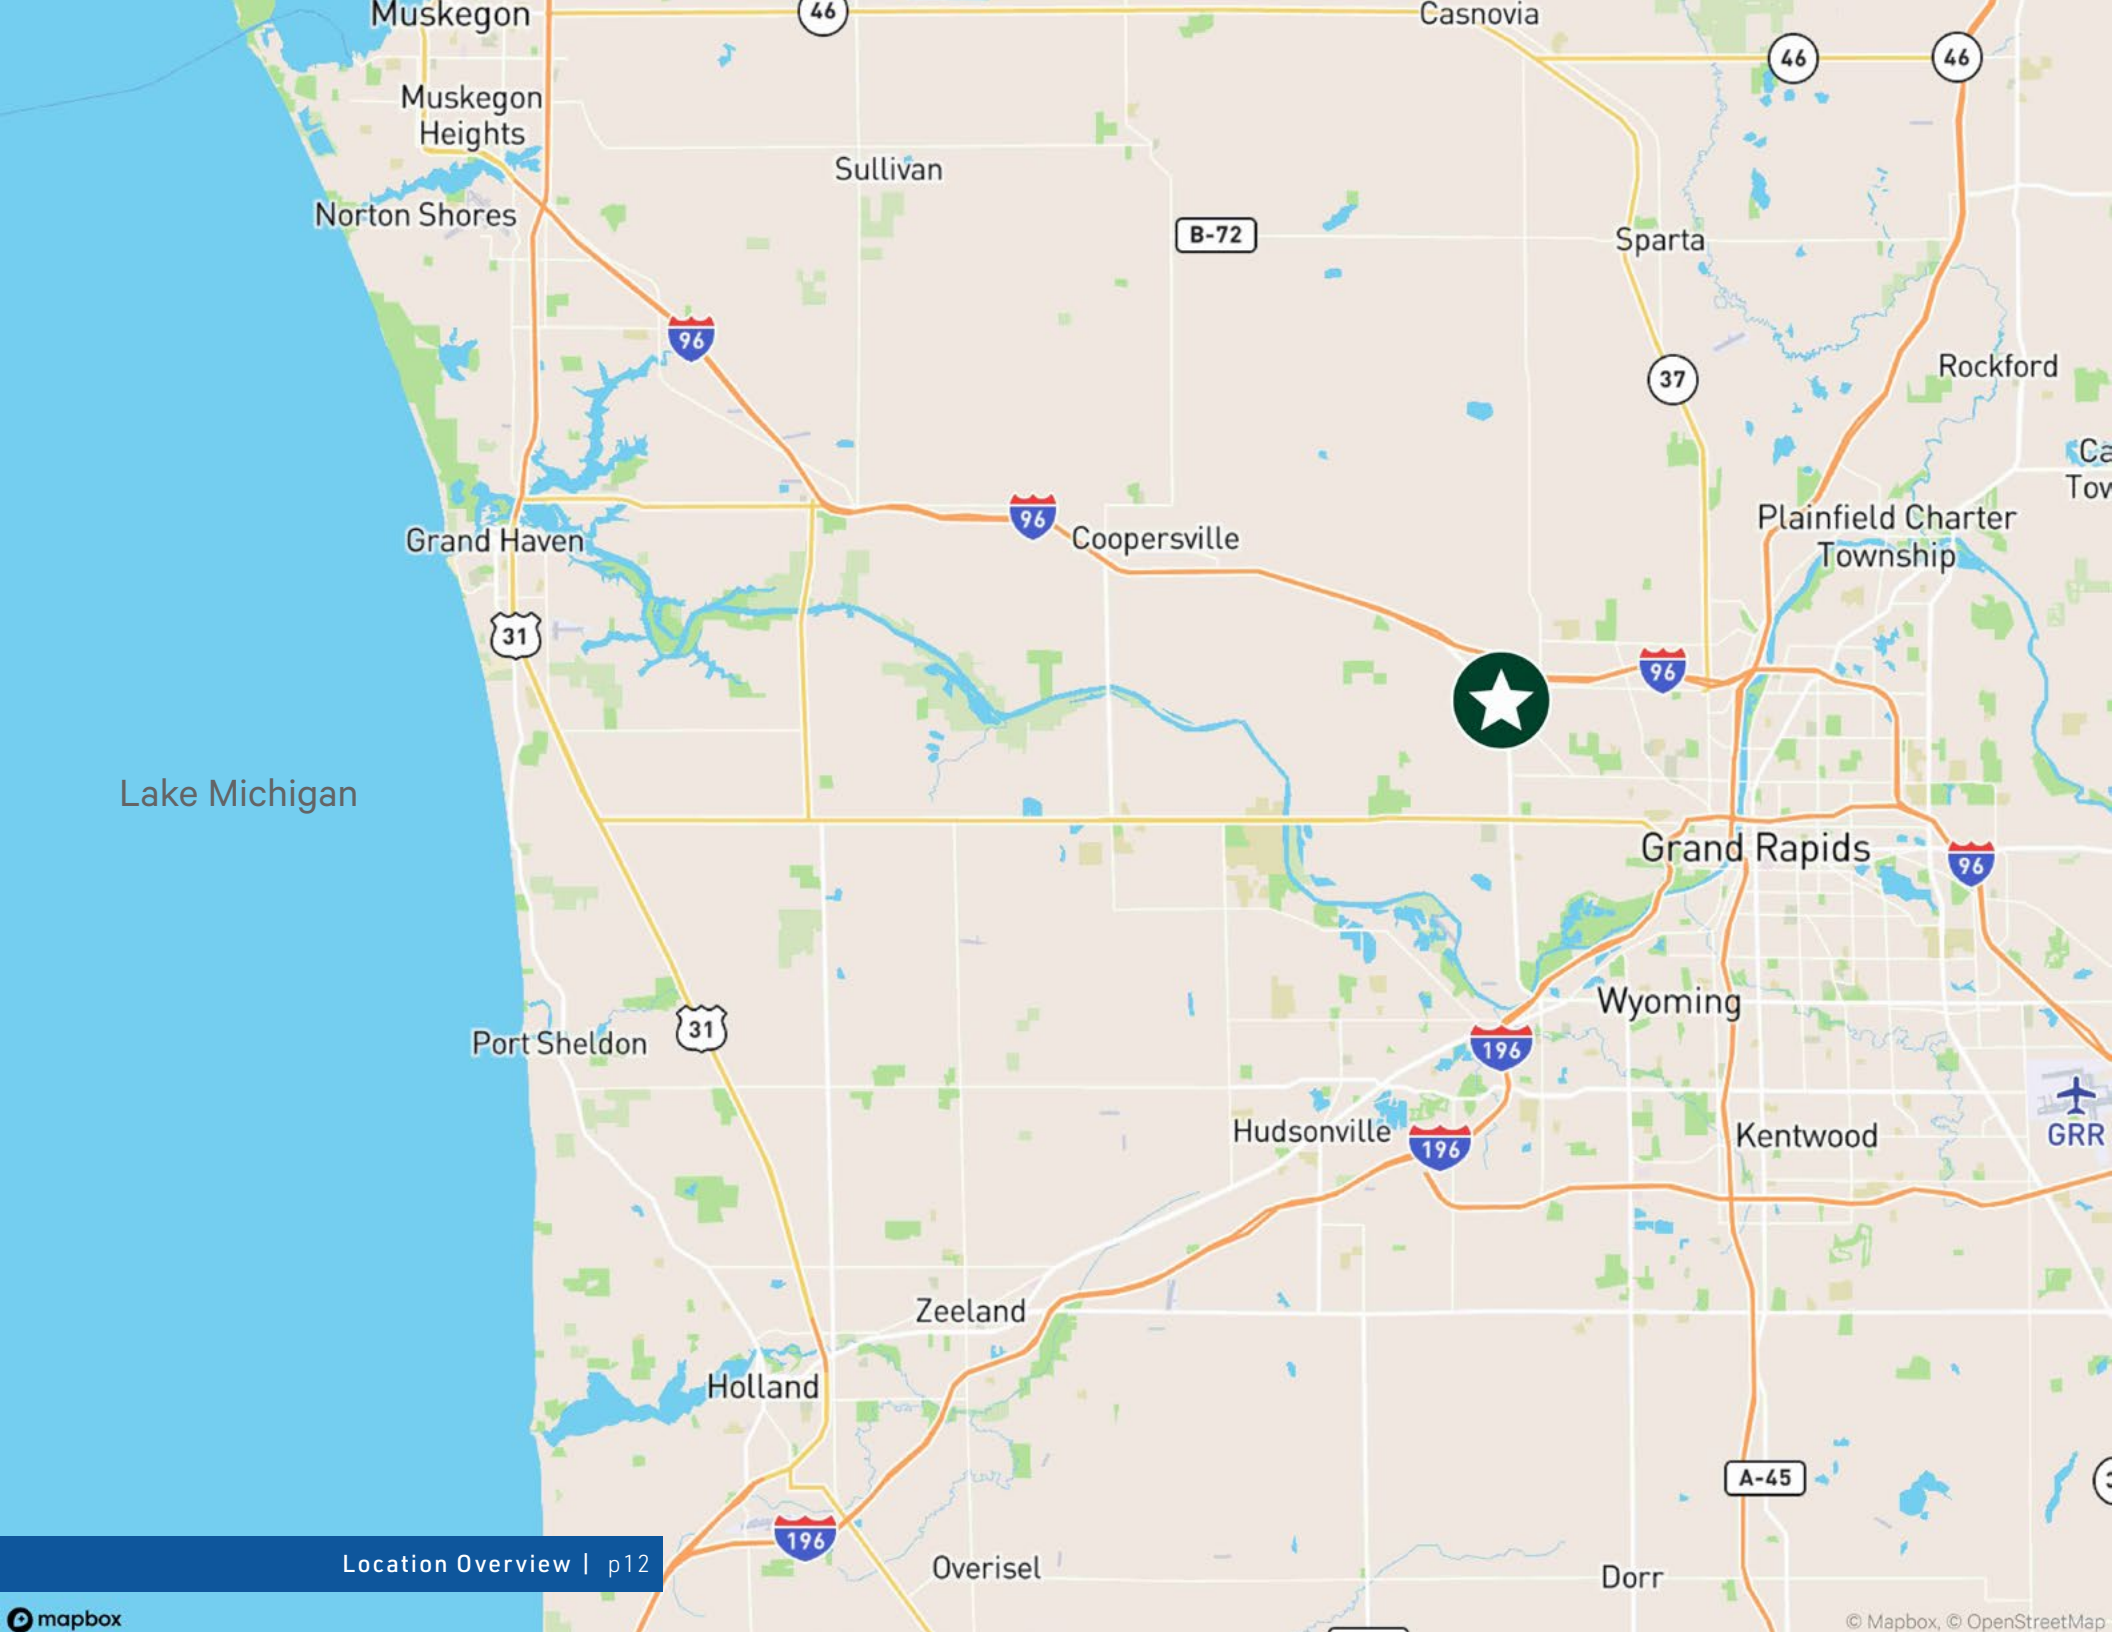 Muskegon
46
Casnovia
46
46
Muskegon
Heights
Sullivan
Norton Shores
B-72
Sparta
96
Rockford
37
Ca
Tow
96
Coopersville
Plainfield Charter
Township
Grand Haven
31
96
Lake Michigan
Grand Rapids
96
Wyoming
31
Port Sheldon
196
Hudsonville
196
Kentwood
GRR
Zeeland
Holland
A-45
196
Location Overview | p12
Overisel
Dorr
mapbox
© Mapbox, © OpenStreetMap